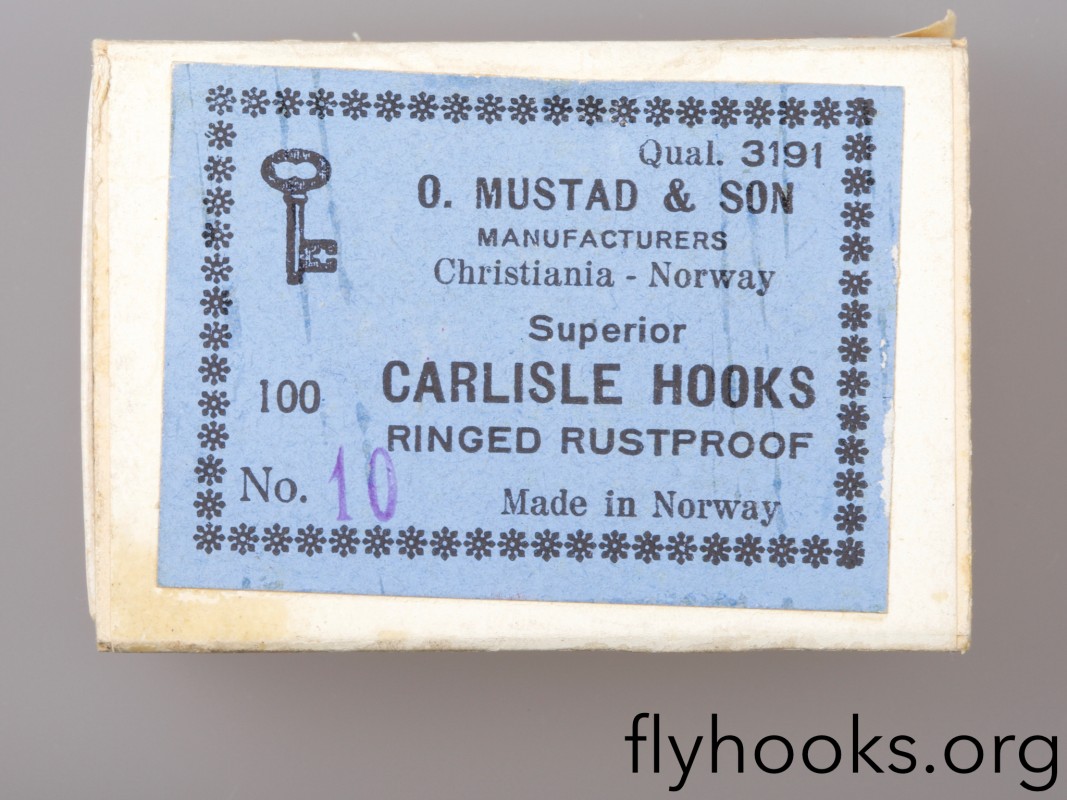 Qual. 3191
O. MUSTAD & SON
MANUFACTURERS
Christiania - Norway
Superior
100 CARLISLE HOOKS
RINGED RUSTPROOF
No. 10
Made in Norway
flyhooks.org